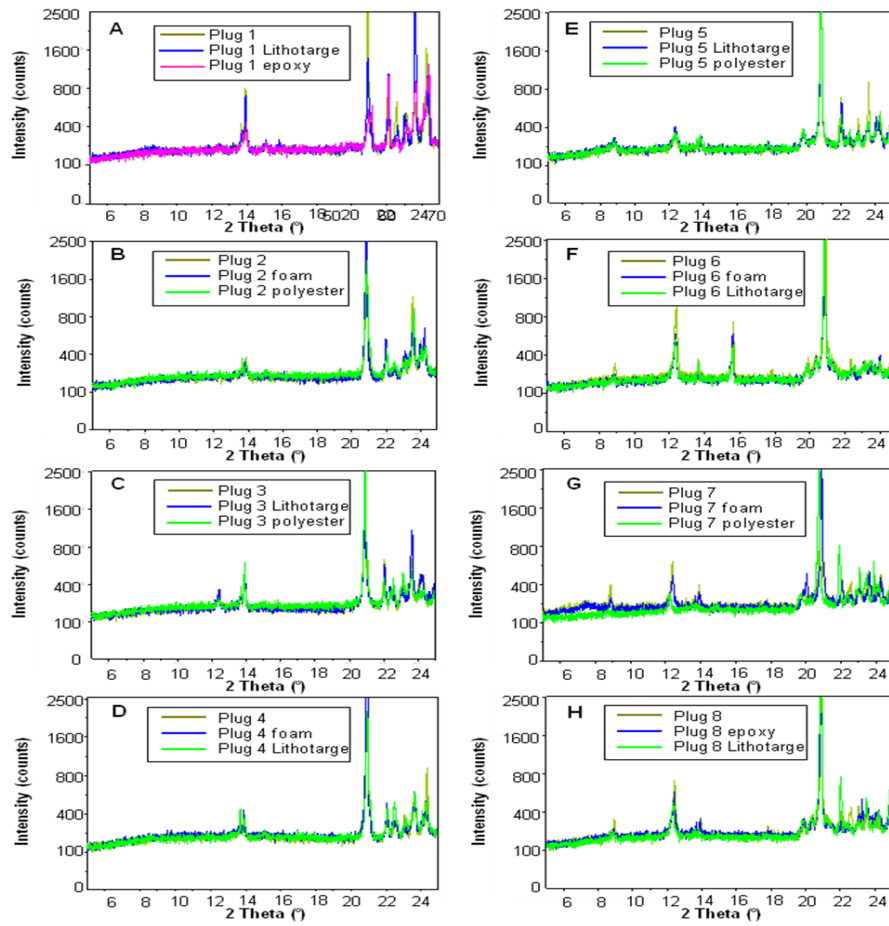 A
Plug 1
Plug 1 Lithotarge
Plug 1 epoxy
Intensity (counts)
2500
1600
800
400
100
0
6 8 10 12 14 16 18 50 20 22 60 24 70
2 Theta (º)
B
Plug 2
Plug 2 foam
Plug 2 polyester
Intensity (counts)
2500
1600
800
400
100
0
6 8 10 12 14 16 18 20 22 24
2 Theta (º)
C
Plug 3
Plug 3 Lithotarge
Plug 3 polyester
Intensity (counts)
2500
1600
800
400
100
0
6 8 10 12 14 16 18 20 22 24
2 Theta (º)
D
Plug 4
Plug 4 foam
Plug 4 Lithotarge
Intensity (counts)
2500
1600
800
400
100
0
6 8 10 12 14 16 18 20 22 24
2 Theta (º)
E
Plug 5
Plug 5 Lithotarge
Plug 5 polyester
Intensity (counts)
2500
1600
800
400
100
0
6 8 10 12 14 16 18 20 22 24
2 Theta (º)
F
Plug 6
Plug 6 foam
Plug 6 Lithotarge
Intensity (counts)
2500
1600
800
400
100
0
6 8 10 12 14 16 18 20 22 24
2 Theta (º)
G
Plug 7
Plug 7 foam
Plug 7 polyester
Intensity (counts)
2500
1600
800
400
100
0
6 8 10 12 14 16 18 20 22 24
2 Theta (º)
H
Plug 8
Plug 8 epoxy
Plug 8 Lithotarge
Intensity (counts)
2500
1600
800
400
100
0
6 8 10 12 14 16 18 20 22 24
2 Theta (º)